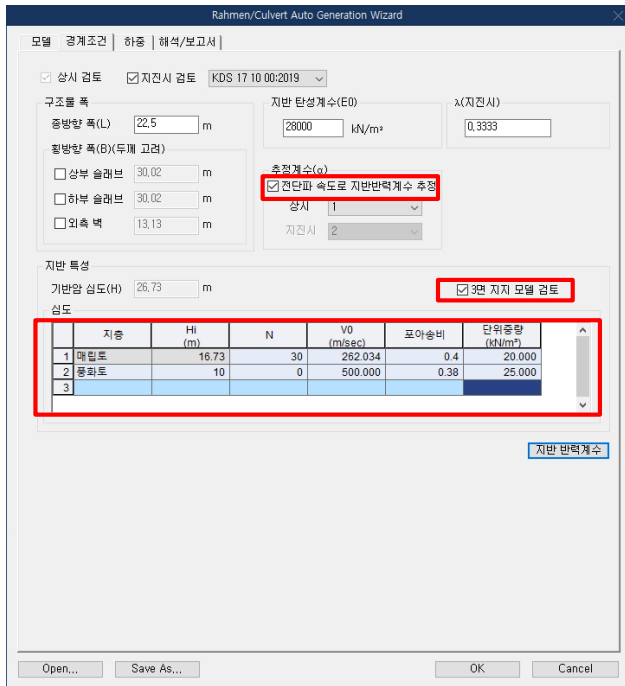 Rahmen/Culvert Auto Generation Wizard
모델 경계조건 하중 해석/보고서
상시 검토 지진시 검토 KDS 17 10 00:2019
구조물 폭 지반 탄성계수(E0) λ(지진시)
종방향 폭(L) 22,5 m 28000 kN/m² 0,3333
횡방향 폭(B)(두께 고려)
상부 슬래브 30,02 m 추정계수(α)
하부 슬래브 30,02 m 전단파 속도로 지반반력계수 추정
외측 벽 13,13 m 상시 1
지진시 2
지반 특성
기반암 심도(H) 26,73 m 3면 지지 모델 검토
심도
지층 Hi (m) N V0 (m/sec) 포아송비 단위중량 (kN/m³)
1 매립토 16.73 30 262.034 0.4 20.000
2 풍화토 10 0 500.000 0.38 25.000
3
지반 반력계수
Open,,, Save As,,, OK Cancel